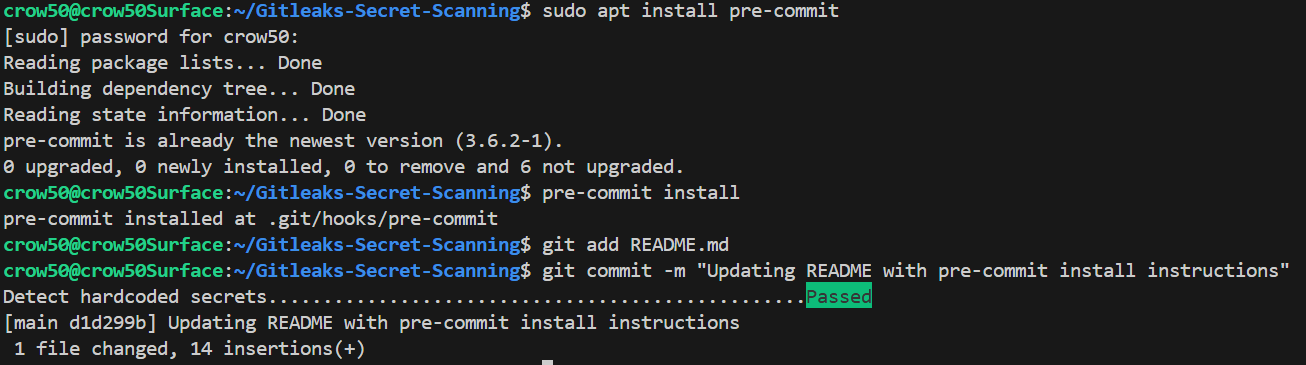 crow50@crow50Surface:~/Gitleaks-Secret-Scanning$ sudo apt install pre-commit
[sudo] password for crow50:
Reading package lists... Done
Building dependency tree... Done
Reading state information... Done
pre-commit is already the newest version (3.6.2-1).
0 upgraded, 0 newly installed, 0 to remove and 6 not upgraded.
crow50@crow50Surface:~/Gitleaks-Secret-Scanning$ pre-commit install
pre-commit installed at .git/hooks/pre-commit
crow50@crow50Surface:~/Gitleaks-Secret-Scanning$ git add README.md
crow50@crow50Surface:~/Gitleaks-Secret-Scanning$ git commit -m "Updating README with pre-commit install instructions"
Detect hardcoded secrets.................................................Passed
[main d1d299b] Updating README with pre-commit install instructions
 1 file changed, 14 insertions(+)